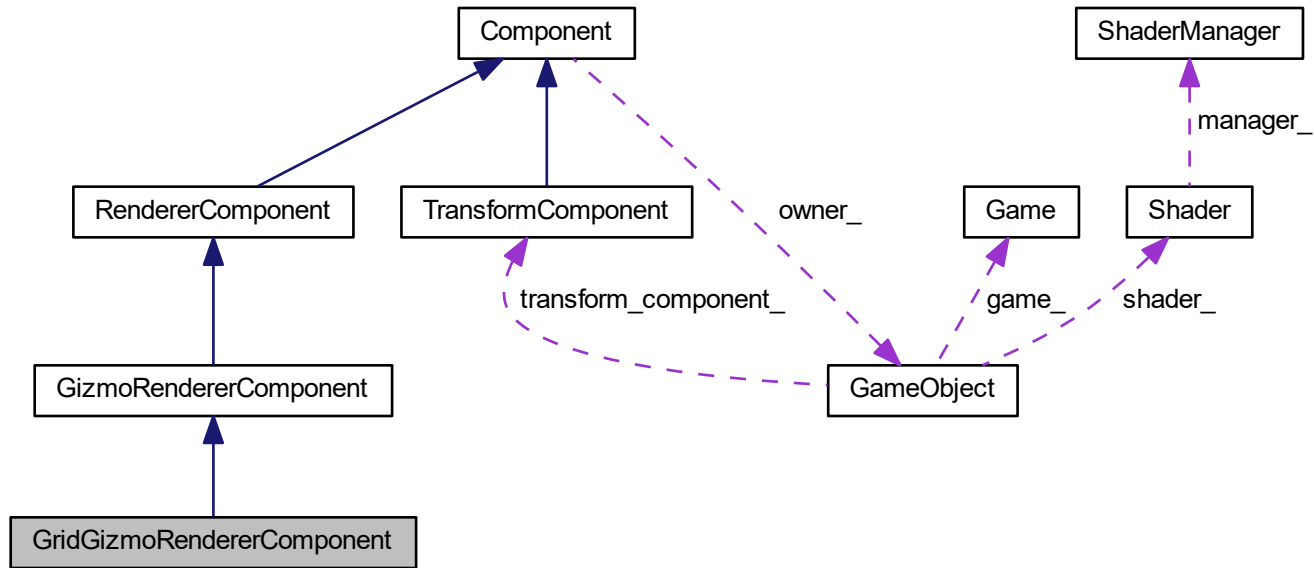 Component
ShaderManager
manager_
RendererComponent
TransformComponent
owner_
Game
Shader
transform_component_
game_
shader_
GizmoRendererComponent
GameObject
GridGizmoRendererComponent